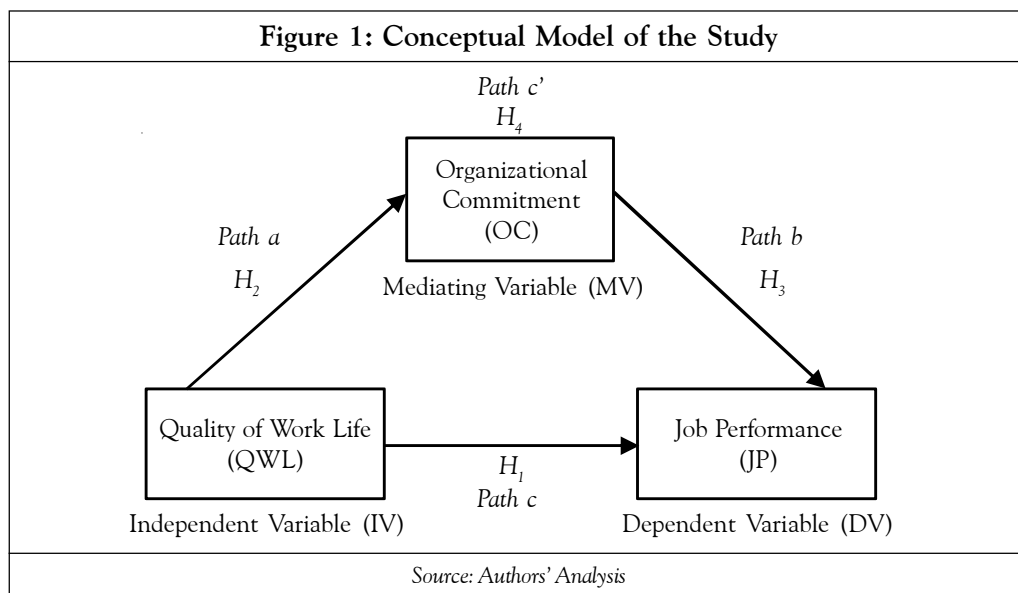 Figure 1: Conceptual Model of the Study
Path c'
H4
Organizational
Commitment
(OC)
Path a
H2
Path b
H3
Mediating Variable (MV)
Quality of Work Life
(QWL)
Job Performance
(JP)
H1
Path c
Independent Variable (IV)
Dependent Variable (DV)
Source: Authors' Analysis